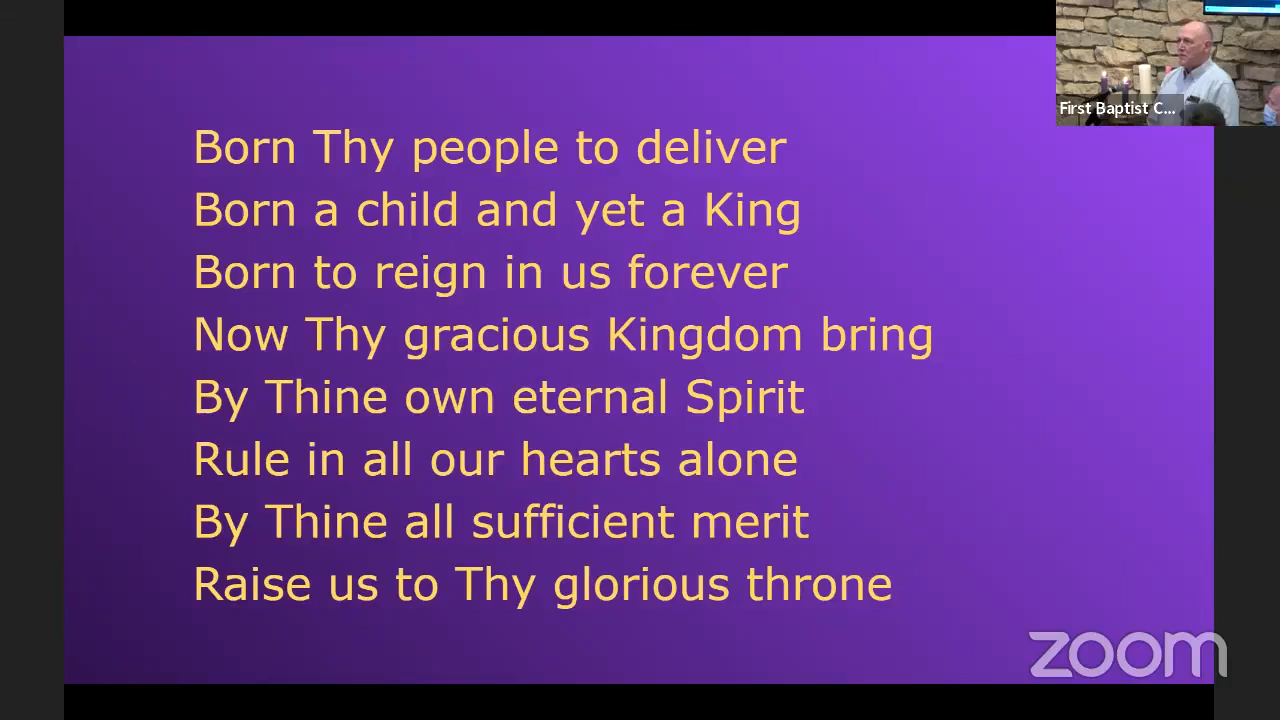 Born Thy people to deliver
Born a child and yet a King
Born to reign in us forever
Now Thy gracious Kingdom bring
By Thine own eternal Spirit
Rule in all our hearts alone
By Thine all sufficient merit
Raise us to Thy glorious throne
First Baptist C...
zoom